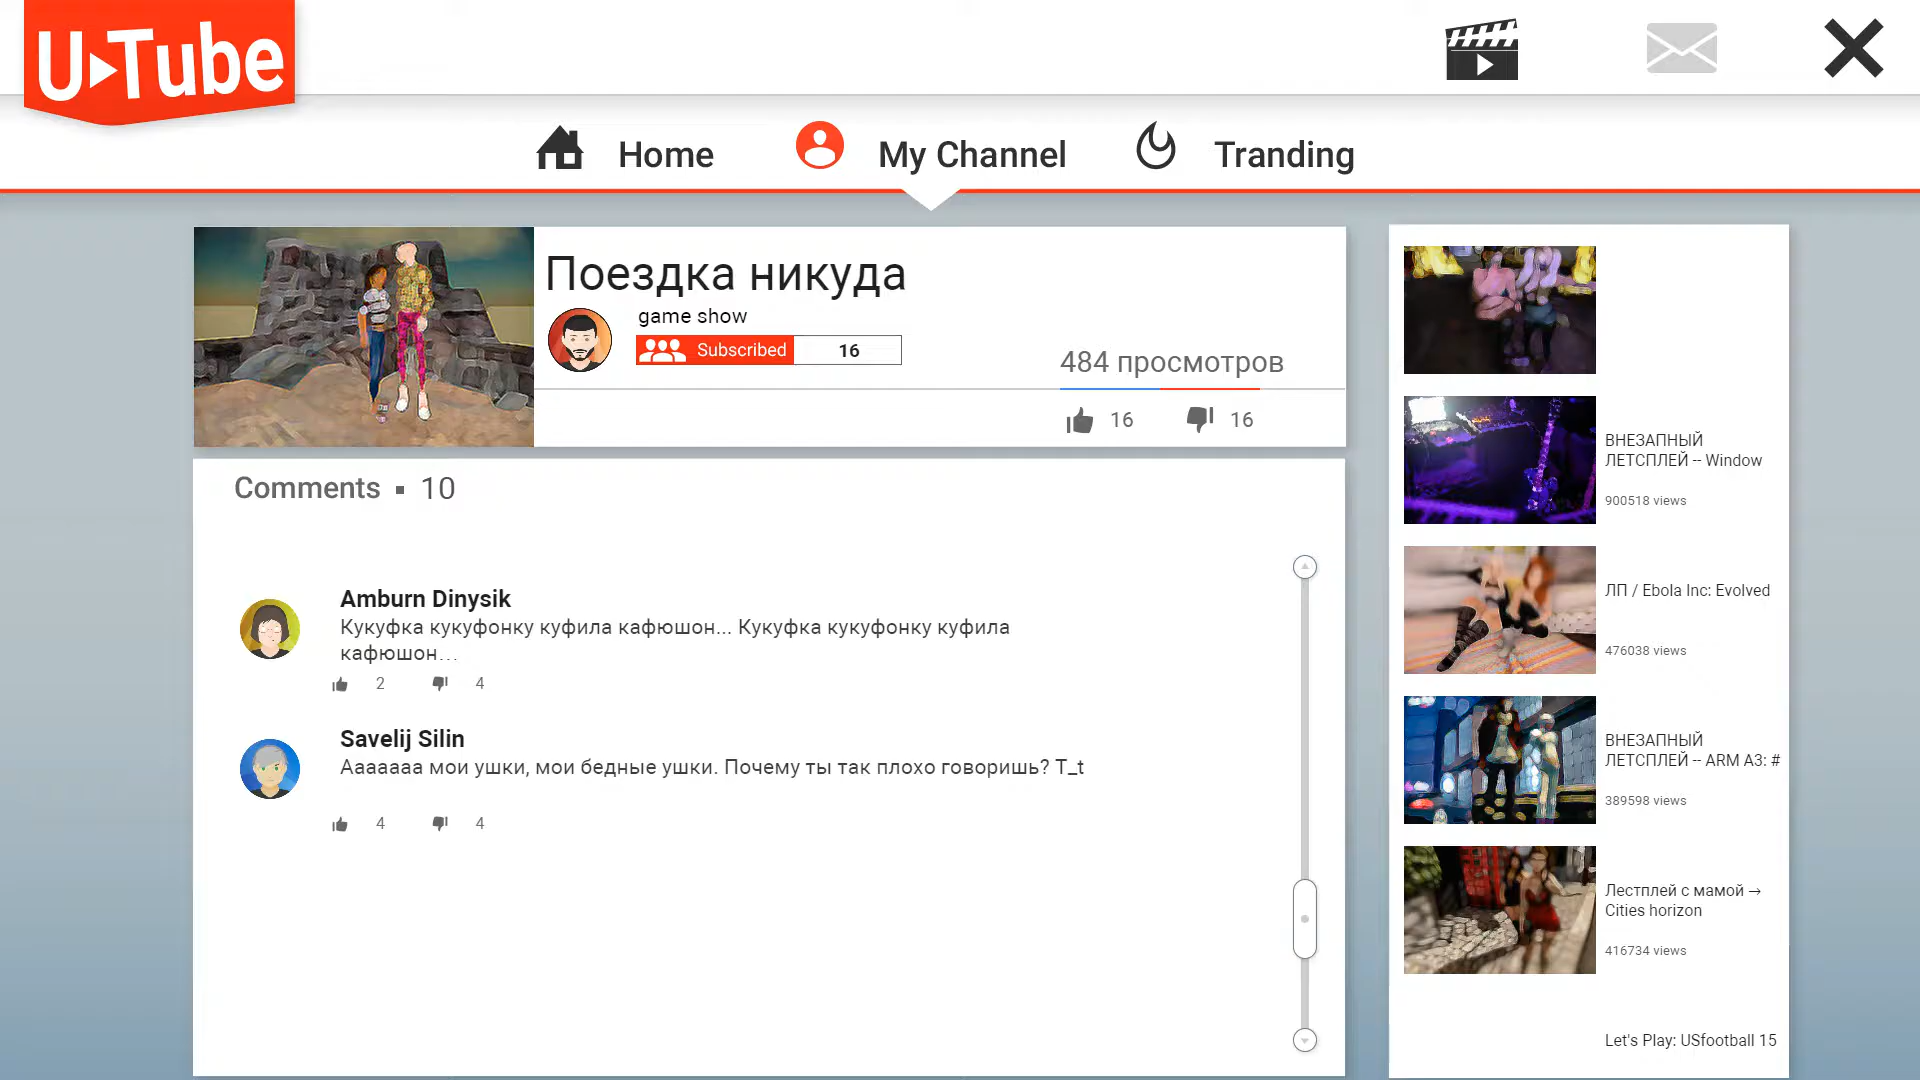 U Tube
Home
My Channel
Tranding
Поездка никуда
game show
Subscribed
16
484 просмотров
16
16
Comments ▪ 10
Amburn Dinysik
Кукуфка кукуфонку куфила кафюшон... Кукуфка кукуфонку куфила
кафюшон...
2
4
Savelij Silin
Ааааааа мои ушки, мои бедные ушки. Почему ты так плохо говоришь? T_t
4
4
ВНЕЗАПНЫЙ
ЛЕТСПЛЕЙ -- Window
900518 views
ЛП / Ebola Inc: Evolved
476038 views
ВНЕЗАПНЫЙ
ЛЕТСПЛЕЙ -- ARM A3: #
389598 views
Лестплей с мамой →
Cities horizon
416734 views
Let's Play: USfootball 15